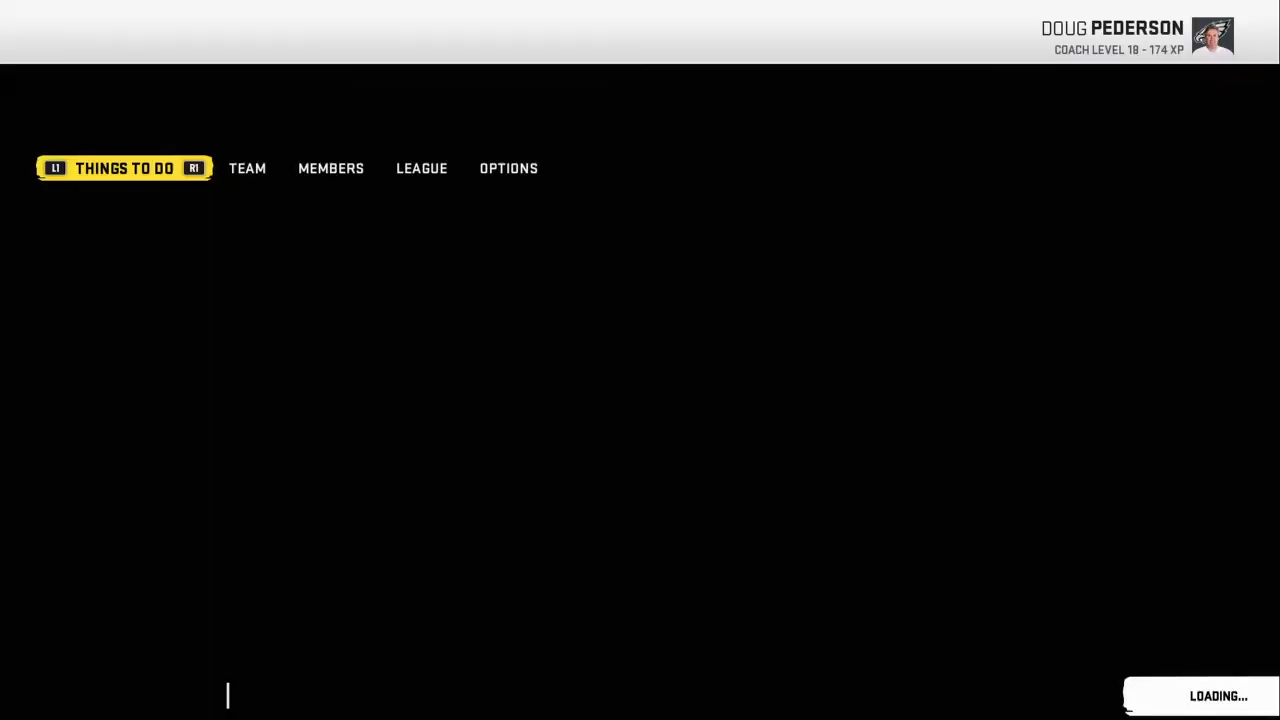 DOUG PEDERSON
COACH LEVEL 18 - 174 XP
L1 THINGS TO DO R1 TEAM MEMBERS LEAGUE OPTIONS
LOADING...